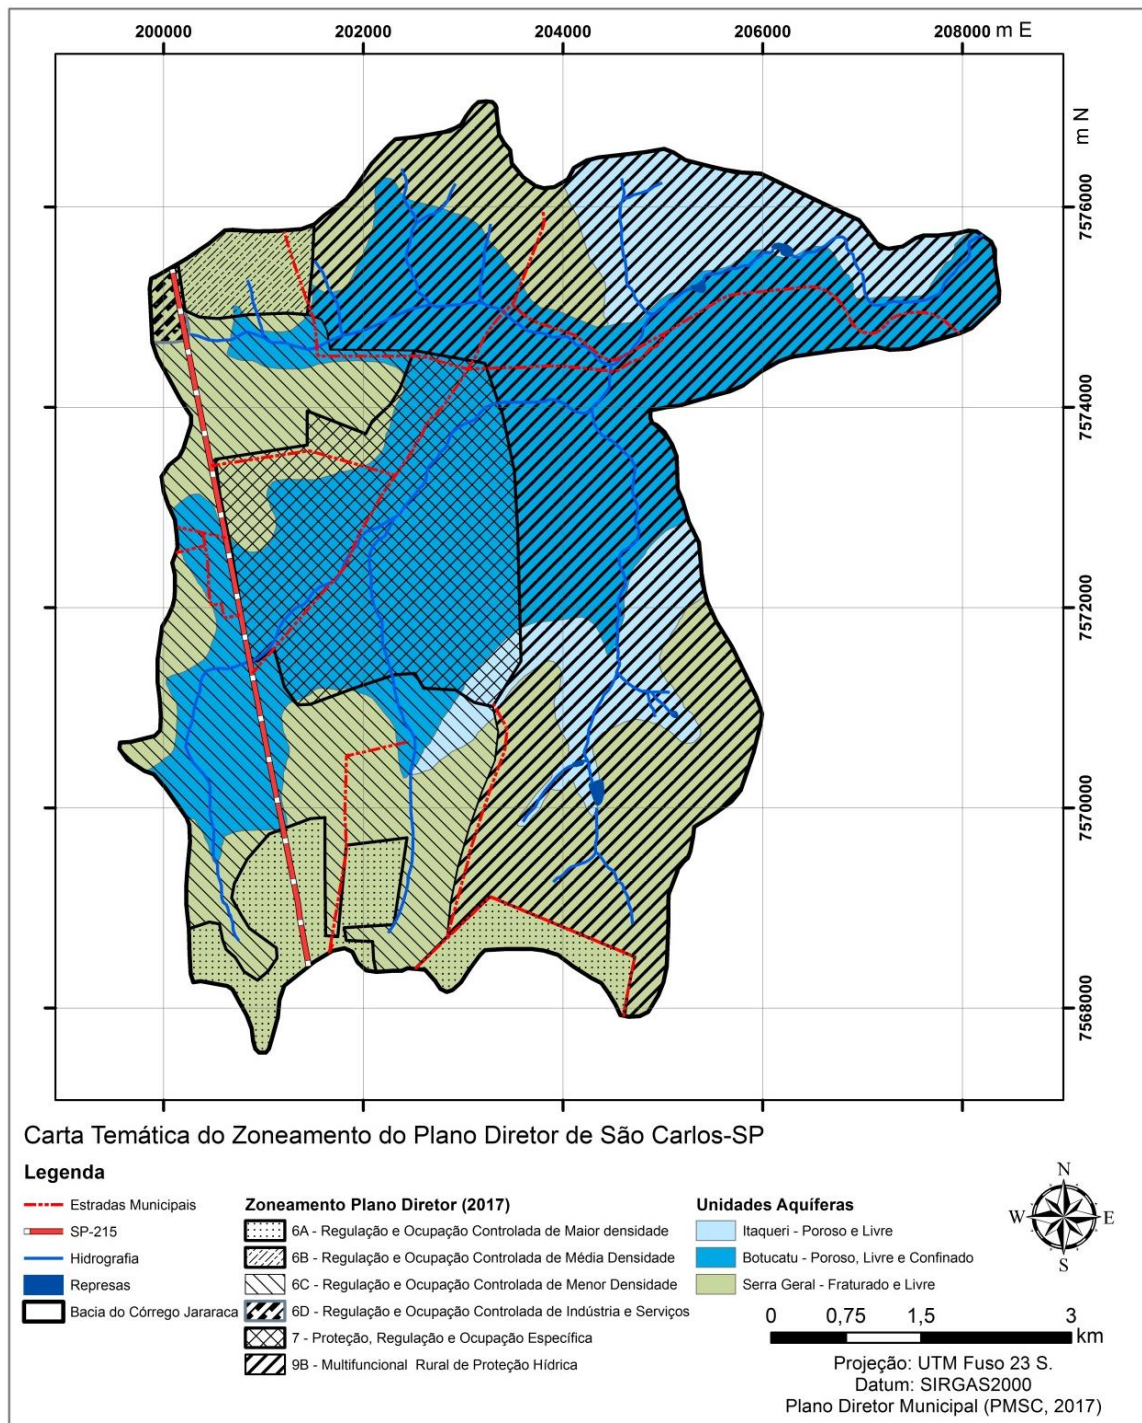 200000 202000 204000 206000 208000 m E
m N
7576000
7574000
7572000
7570000
7568000
Carta Temática do Zoneamento do Plano Diretor de São Carlos-SP
Legenda
Estradas Municipais
SP-215
Hidrografia
Represas
Bacia do Córrego Jararaca
Zoneamento Plano Diretor (2017)
6A - Regulação e Ocupação Controlada de Maior densidade
6B - Regulação e Ocupação Controlada de Média Densidade
6C - Regulação e Ocupação Controlada de Menor Densidade
6D - Regulação e Ocupação Controlada de Indústria e Serviços
7 - Proteção, Regulação e Ocupação Específica
9B - Multifuncional Rural de Proteção Hídrica
Unidades Aquíferas
Itaqueri - Poroso e Livre
Botucatu - Poroso, Livre e Confinado
Serra Geral - Fraturado e Livre
N
W E
S
0 0,75 1,5 3
km
Projeção: UTM Fuso 23 S.
Datum: SIRGAS2000
Plano Diretor Municipal (PMSC, 2017)